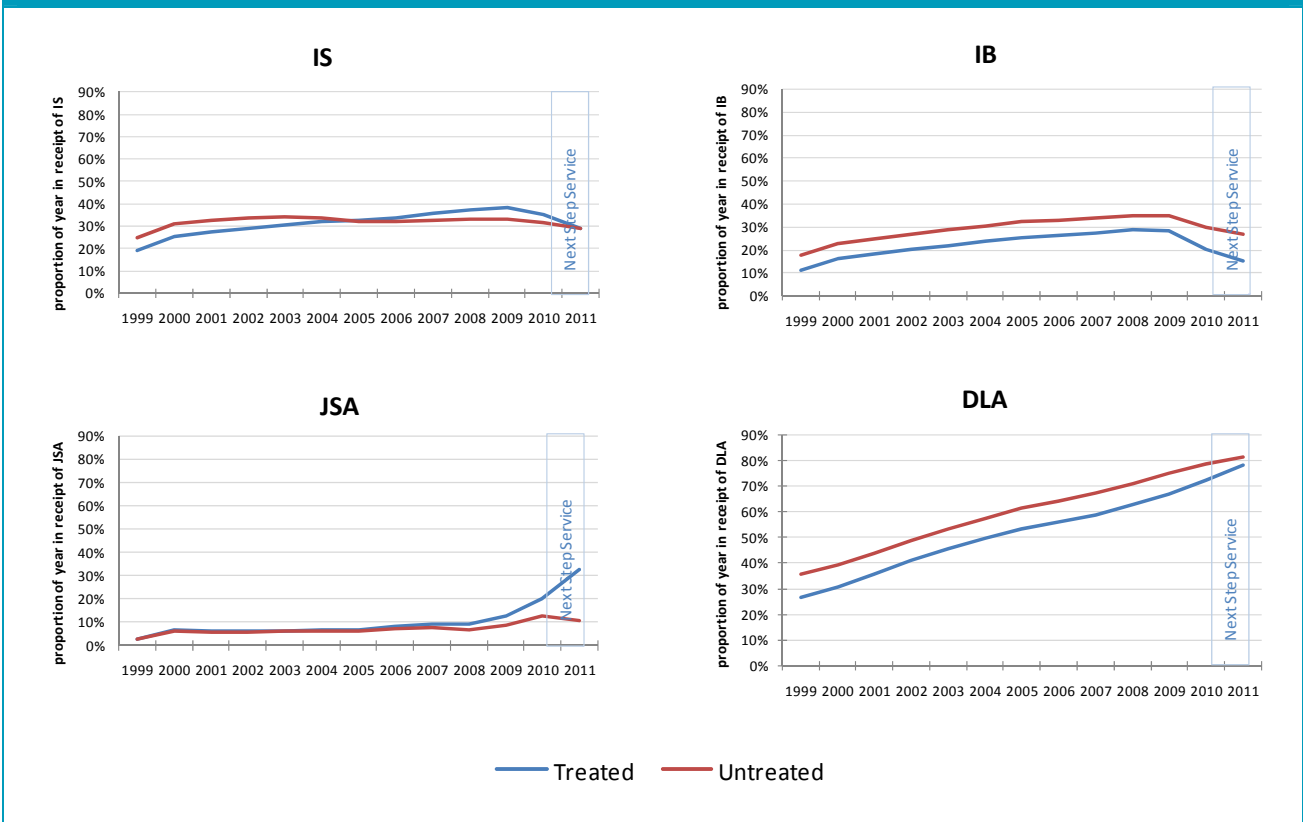 IS
proportion of year in receipt of IS
90%
80%
70%
60%
50%
40%
30%
20%
10%
0%
Next Step Service
1999 2000 2001 2002 2003 2004 2005 2006 2007 2008 2009 2010 2011
IB
proportion of year in receipt of IB
90%
80%
70%
60%
50%
40%
30%
20%
10%
0%
Next Step Service
1999 2000 2001 2002 2003 2004 2005 2006 2007 2008 2009 2010 2011
JSA
proportion of year in receipt of JSA
90%
80%
70%
60%
50%
40%
30%
20%
10%
0%
Next Step Service
1999 2000 2001 2002 2003 2004 2005 2006 2007 2008 2009 2010 2011
DLA
proportion of year in receipt of DLA
90%
80%
70%
60%
50%
40%
30%
20%
10%
0%
Next Step Service
1999 2000 2001 2002 2003 2004 2005 2006 2007 2008 2009 2010 2011
Treated Untreated